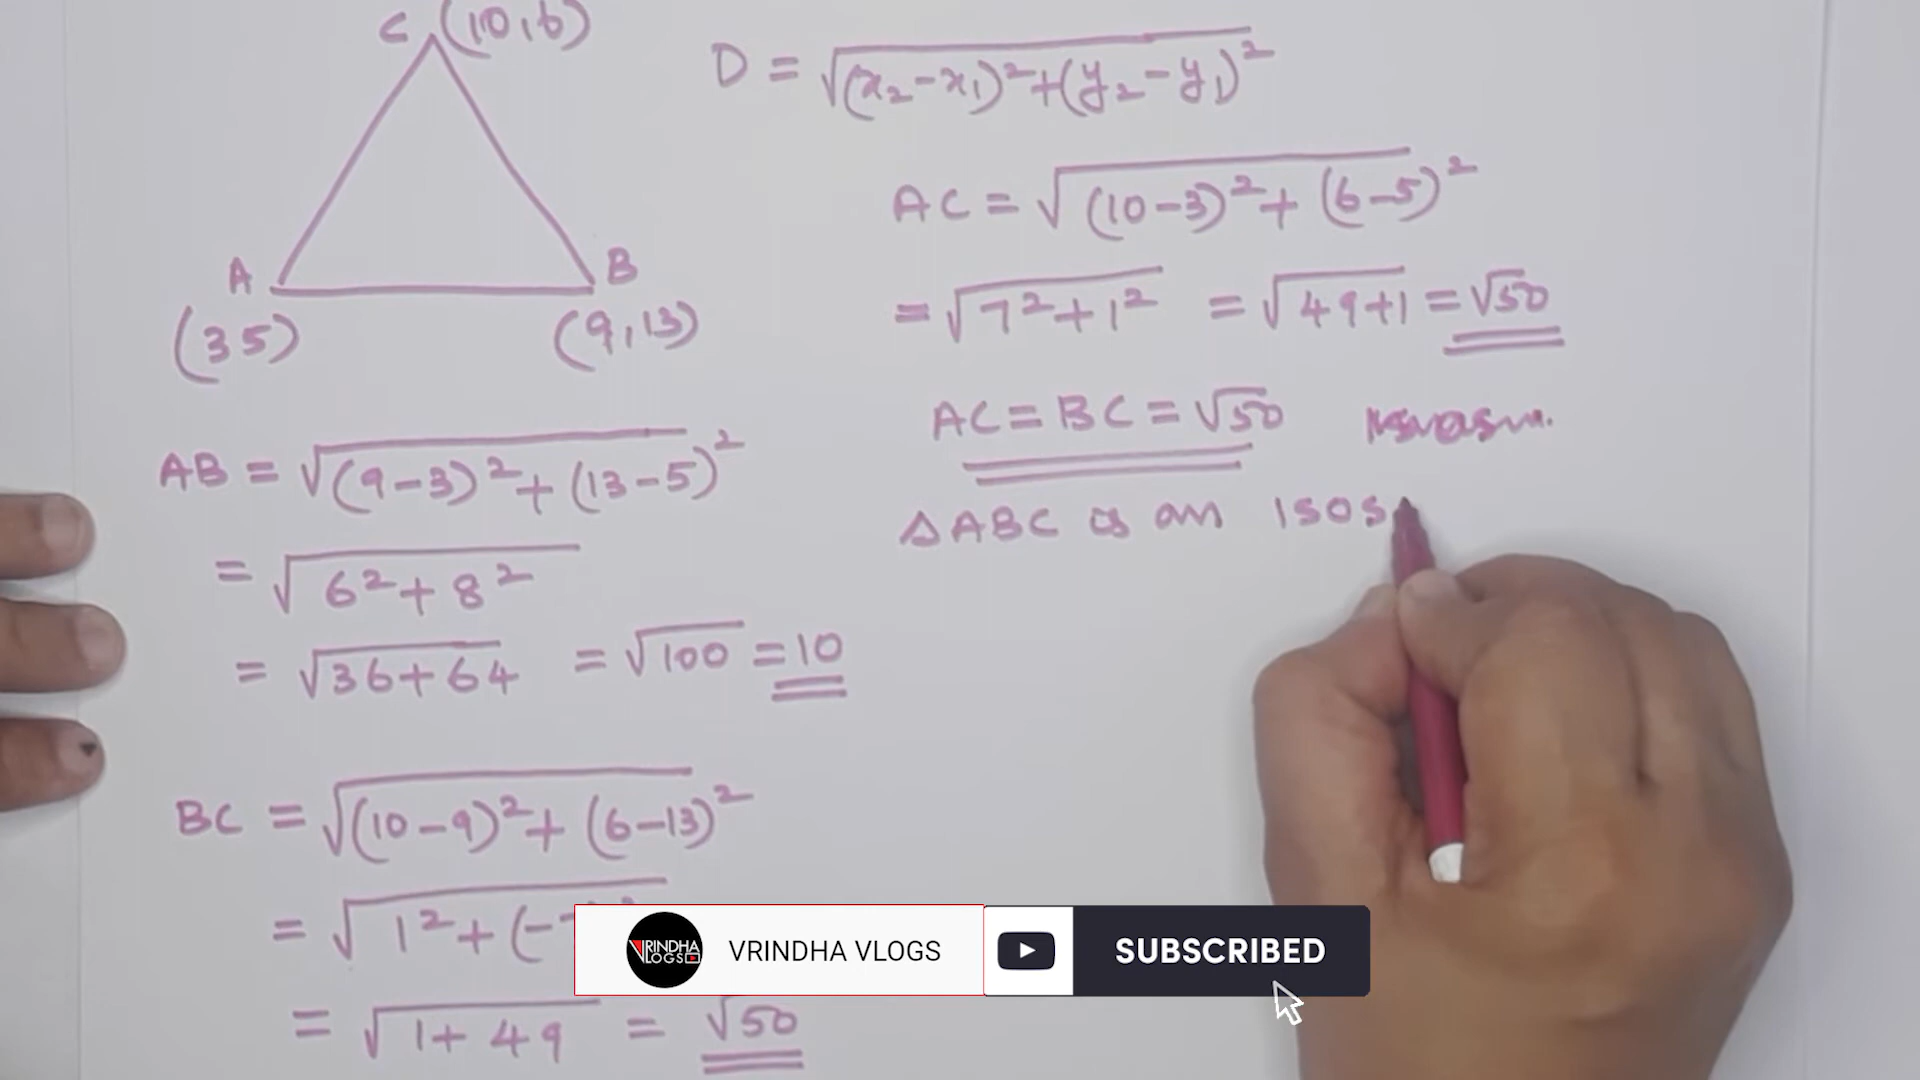 C (10,6)
A
B
(3 5)
(9,13)
AB = √(9-3)²+(13-5)²
= √6²+8²
= √36+64 = √100 = 10
BC = √(10-9)²+(6-13)²
= √1²+(-
= √1+49 = √50
D = √(x₂-x₁)²+(y₂-y₁)²
AC = √(10-3)²+(6-5)²
= √7²+1² = √49+1 = √50
AC = BC = √50
△ABC is an isos
VRINDHA VLOGS
VRINDHA VLOGS SUBSCRIBED